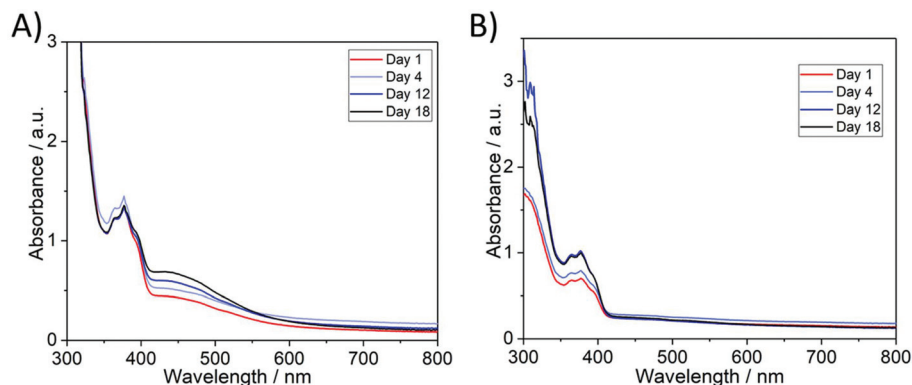 A)
Absorbance / a.u.
3
2
1
0
300 400 500 600 700 800
Wavelength / nm
Day 1
Day 4
Day 12
Day 18
B)
Absorbance / a.u.
3
2
1
0
300 400 500 600 700 800
Wavelength / nm
Day 1
Day 4
Day 12
Day 18